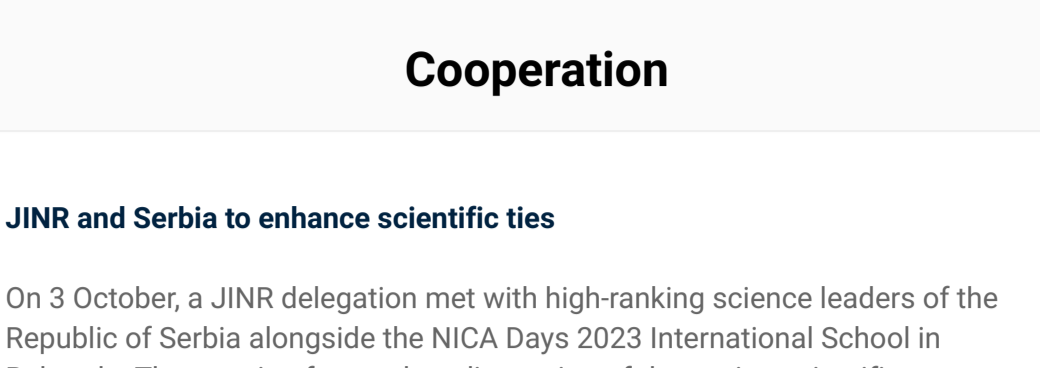 Cooperation
JINR and Serbia to enhance scientific ties
On 3 October, a JINR delegation met with high-ranking science leaders of the
Republic of Serbia alongside the NICA Days 2023 International School in